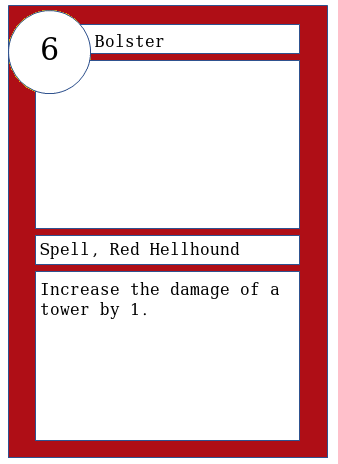 6
Bolster
Spell, Red Hellhound
Increase the damage of a
tower by 1.